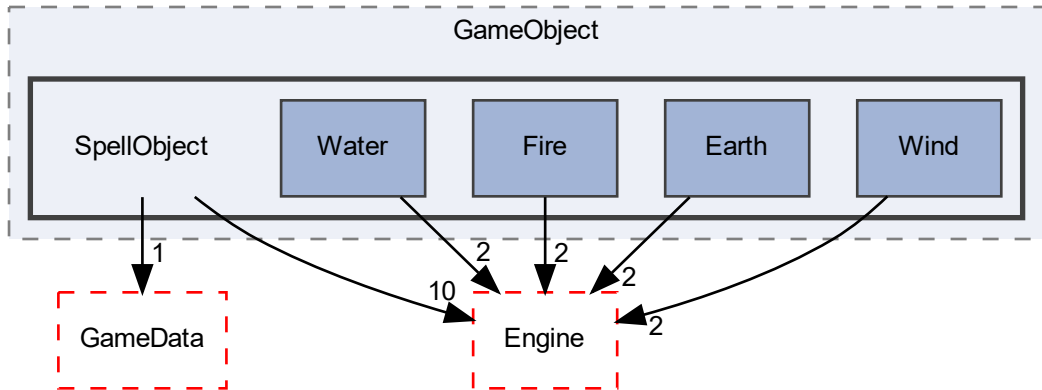 GameObject
SpellObject
Water
Fire
Earth
Wind
1
10
2
2
2
2
GameData
Engine